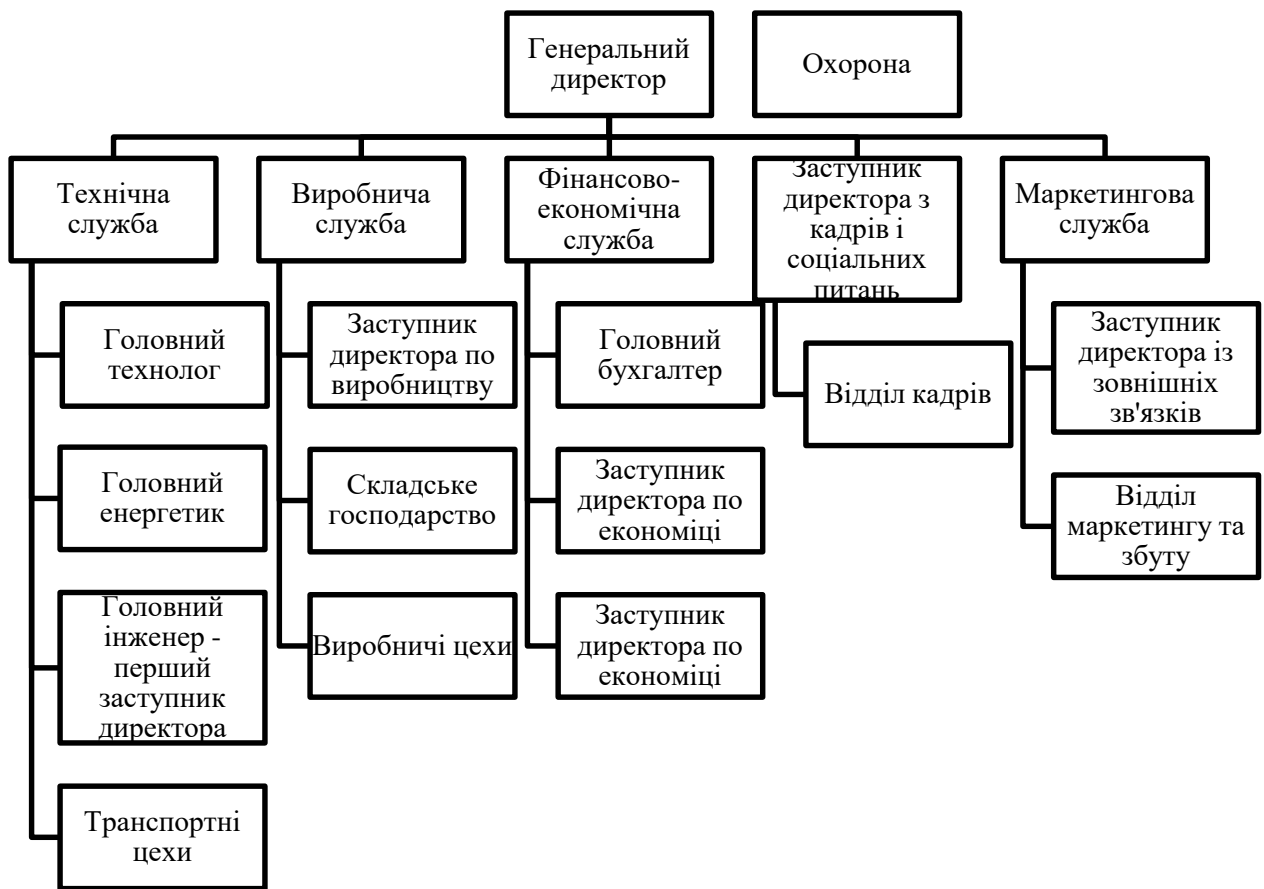 Генеральний
директор
Охорона
Технічна
служба
Виробнича
служба
Фінансово-
економічна
служба
Заступник
директора з
кадрів і
соціальних
питань
Маркетингова
служба
Головний
технолог
Головний
енергетик
Головний
інженер -
перший
заступник
директора
Транспортні
цехи
Заступник
директора по
виробництву
Складське
господарство
Виробничі цехи
Головний
бухгалтер
Заступник
директора по
економіці
Заступник
директора по
економіці
Відділ кадрів
Заступник
директора із
зовнішніх
зв'язків
Відділ
маркетингу та
збуту